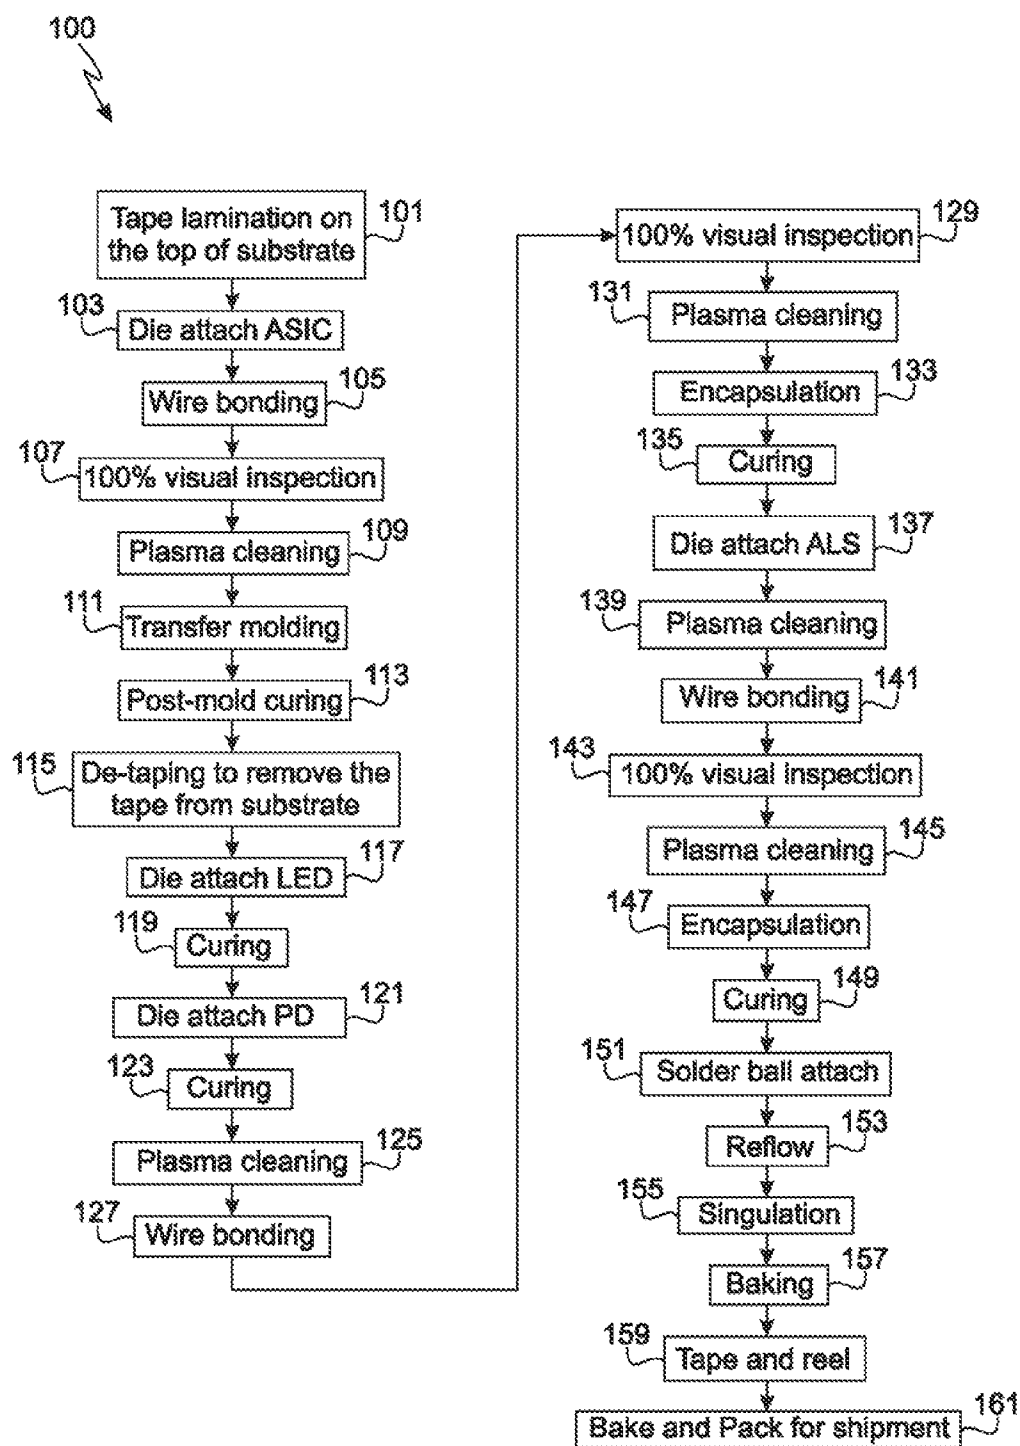 100
Tape lamination on
the top of substrate
101
103
Die attach ASIC
Wire bonding
105
107
100% visual inspection
Plasma cleaning
109
111
Transfer molding
Post-mold curing
113
115
De-taping to remove the
tape from substrate
Die attach LED
117
119
Curing
Die attach PD
121
123
Curing
Plasma cleaning
125
127
Wire bonding
100% visual inspection
129
131
Plasma cleaning
Encapsulation
133
135
Curing
Die attach ALS
137
139
Plasma cleaning
Wire bonding
141
143
100% visual inspection
Plasma cleaning
145
147
Encapsulation
Curing
149
151
Solder ball attach
Reflow
153
155
Singulation
Baking
157
159
Tape and reel
Bake and Pack for shipment
161